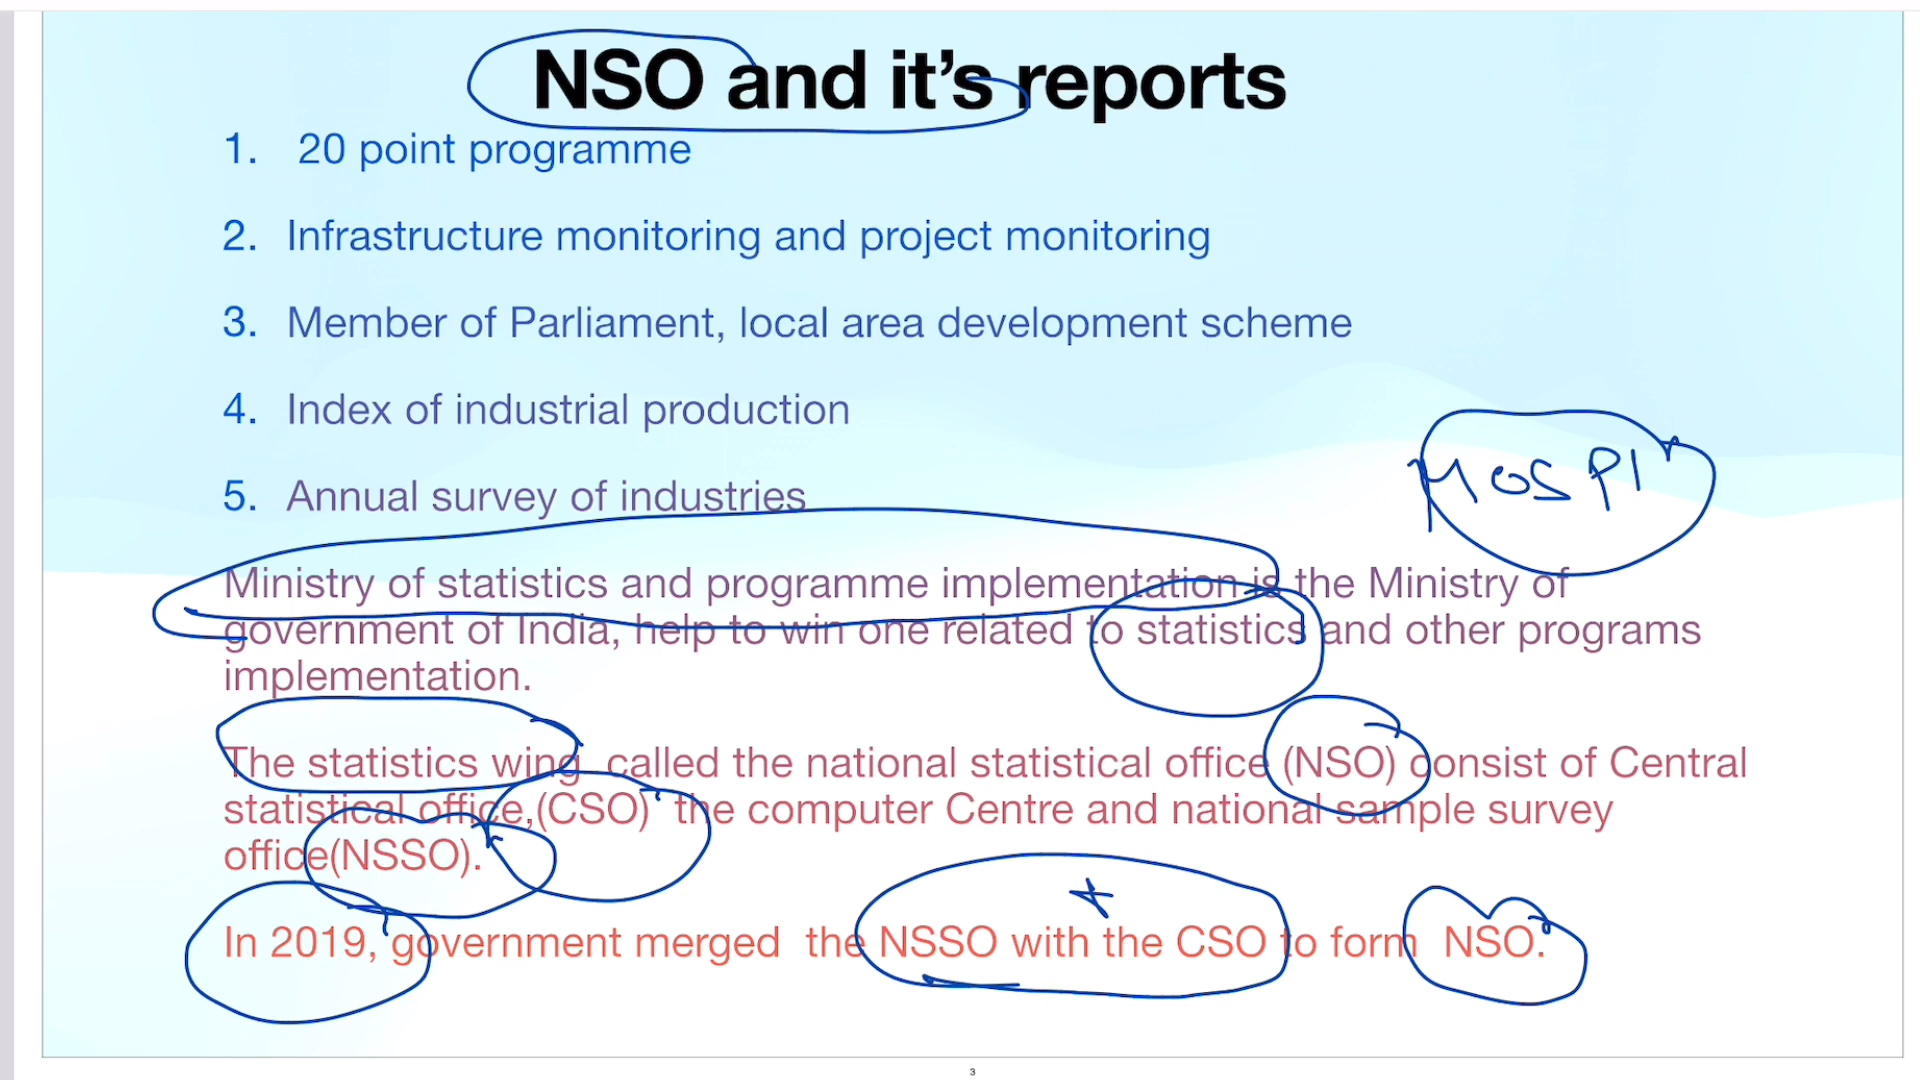 NSO and it’s reports
1. 20 point programme
2. Infrastructure monitoring and project monitoring
3. Member of Parliament, local area development scheme
4. Index of industrial production
MOSPI
5. Annual survey of industries
Ministry of statistics and programme implementation is the Ministry of
government of India, help to win one related to statistics and other programs
implementation.
The statistics wing called the national statistical office (NSO) consist of Central
statistical office,(CSO) the computer Centre and national sample survey
office(NSSO).
In 2019, government merged the NSSO with the CSO to form NSO.
3